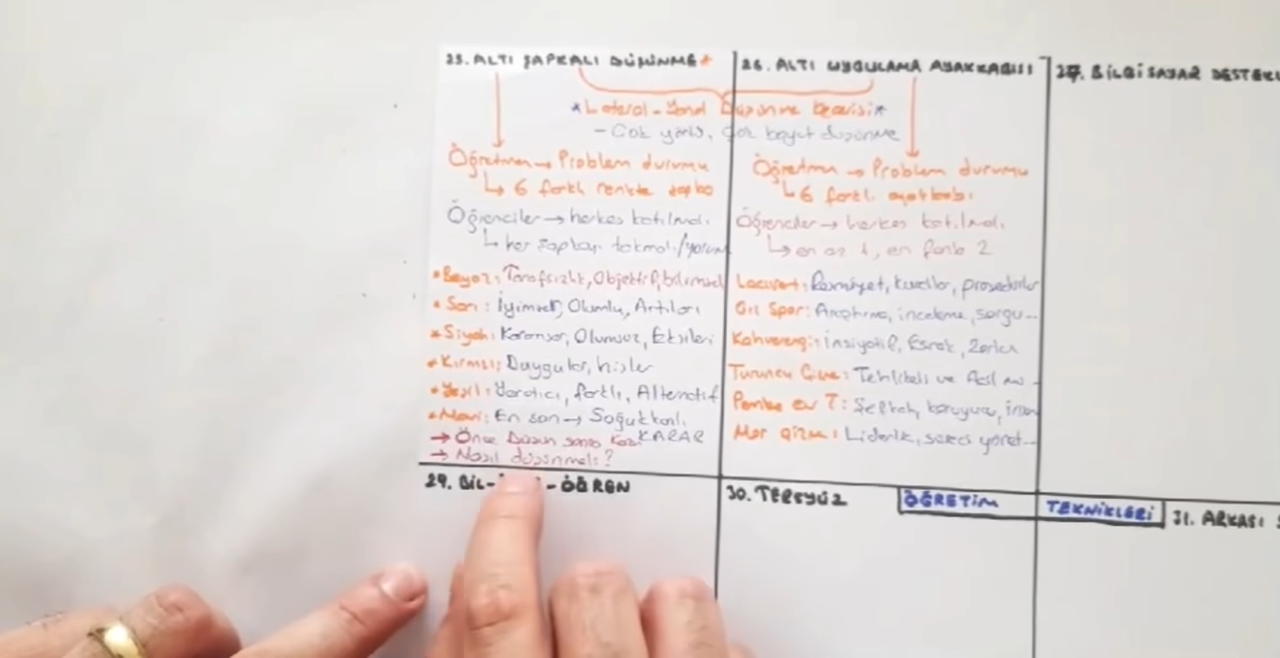 25. ALTI ŞAPKALI DÜŞÜNME*
26. ALTI UYGULAMA AYAKKABISI
27. BİLGİSAYAR DESTEKL
*Lateral-Yanal Düşünme Becerisi*
- Çok yönlü, çok boyut düşünme
Öğretmen → Problem durumu
↳ 6 farklı renkte şapka
Öğrenciler → herkes katılmalı
↳ her şapkayı takmalı/yorum
*Beyaz: Tarafsızlık, Objektif, bilimsel
*Sarı: İyimser, Olumlu, Artıları
*Siyah: Karamsar, Olumsuz, Eksileri
*Kırmızı: Duygular, hisler
*Yeşil: Yaratıcı, farklı, Alternatif
*Mavi: En son → Soğukkanlı
→ Önce Düşün sonra KARAR
→ Nasıl düşünmeli?
Öğretmen → Problem durumu
↳ 6 farklı ayakkabı
Öğrenciler → herkes katılmalı
↳ en az 1, en fazla 2
Lacivert: Resmiyet, kurallar, prosedürler
Gri Spor: Araştırma, inceleme, sorgu...
Kahverengi: İnsiyatif, Esnek,
Turuncu Çizme: Tehlikeli ve Acil
Pembe ev T: Şefkat, koruyucu,
Mor Çizme: Liderlik, süreci yönet...
29. BİL- -ÖĞREN
30. TERSYÜZ
ÖĞRETİM TEKNİKLERİ
31. ARKASI